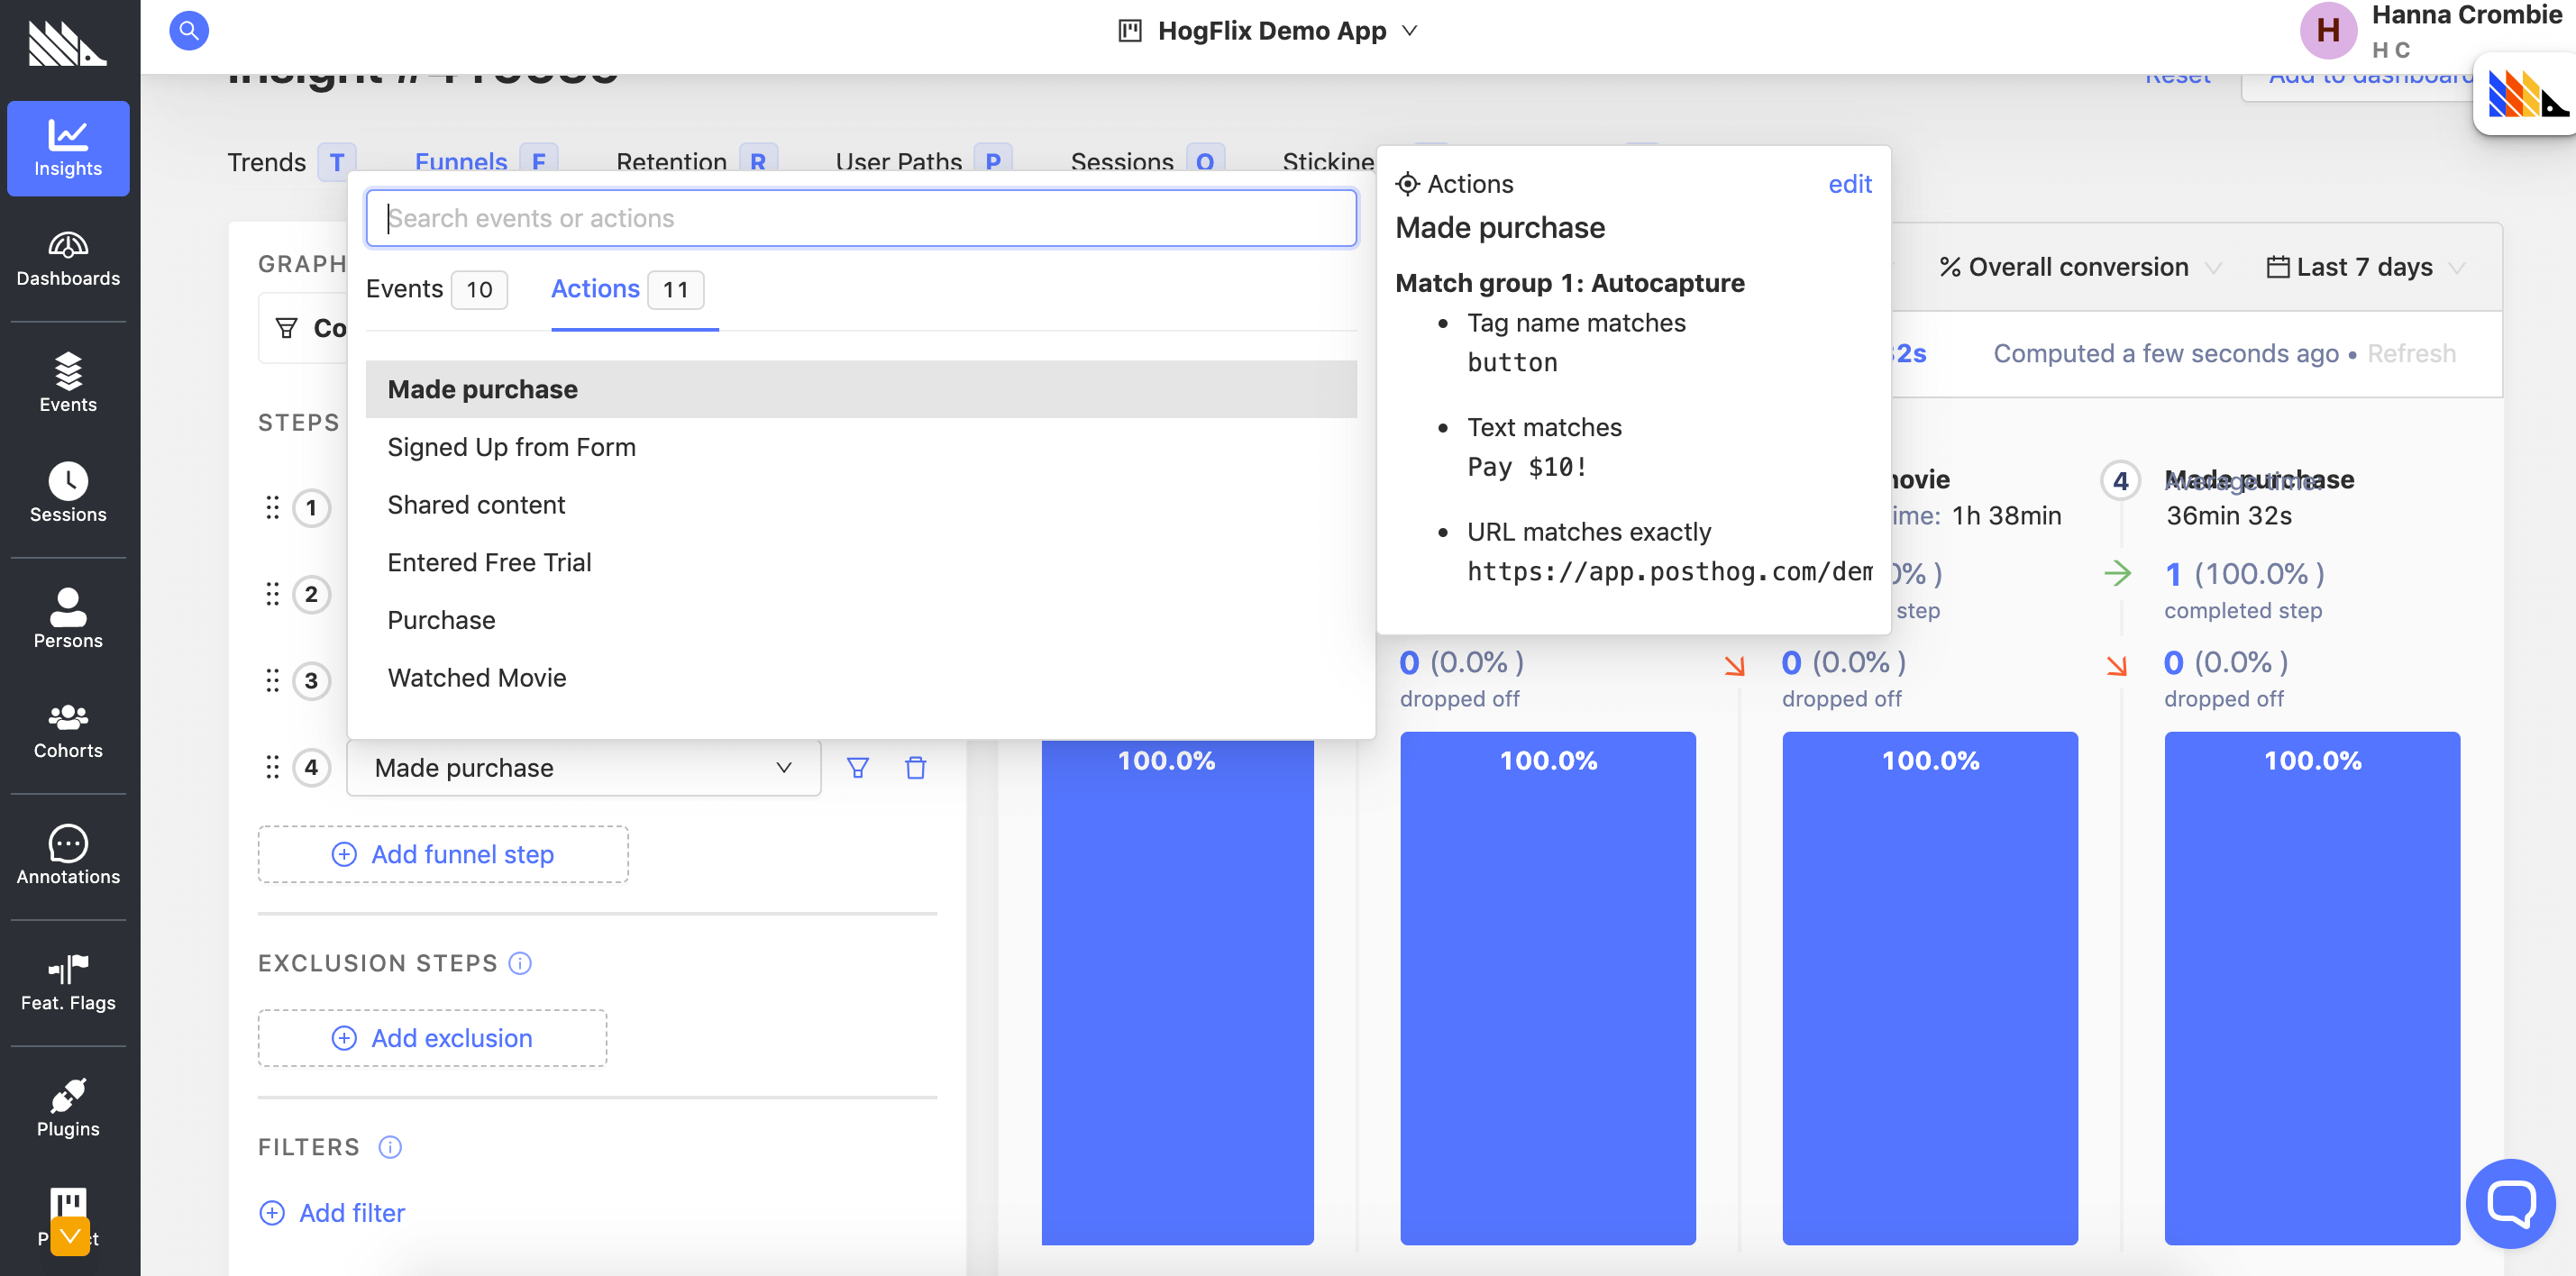 HogFlix Demo App
Hanna Crombie
H C
H
Insights
Dashboards
Events
Sessions
Persons
Cohorts
Annotations
Feat. Flags
Plugins
Reset
Add to dashboard
Trends T
Funnels F
Retention R
User Paths P
Sessions O
Stickine
GRAPH
Co
STEPS
1
2
3
4
Search events or actions
Events 10
Actions 11
Made purchase
Signed Up from Form
Shared content
Entered Free Trial
Purchase
Watched Movie
Made purchase
Add funnel step
EXCLUSION STEPS
Add exclusion
FILTERS
Add filter
Actions
edit
Made purchase
Match group 1: Autocapture
Tag name matches
button
Text matches
Pay $10!
URL matches exactly
https://app.posthog.com/dem
% Overall conversion
Last 7 days
32s
Computed a few seconds ago • Refresh
movie
ime: 1h 38min
0% )
step
4 Made purchase
Average time:
36min 32s
1 (100.0% )
completed step
0 (0.0% )
dropped off
0 (0.0% )
dropped off
0 (0.0% )
dropped off
100.0%
100.0%
100.0%
100.0%